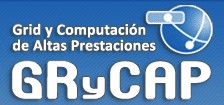 Grid y Computación
de Altas Prestaciones
GRyCAP